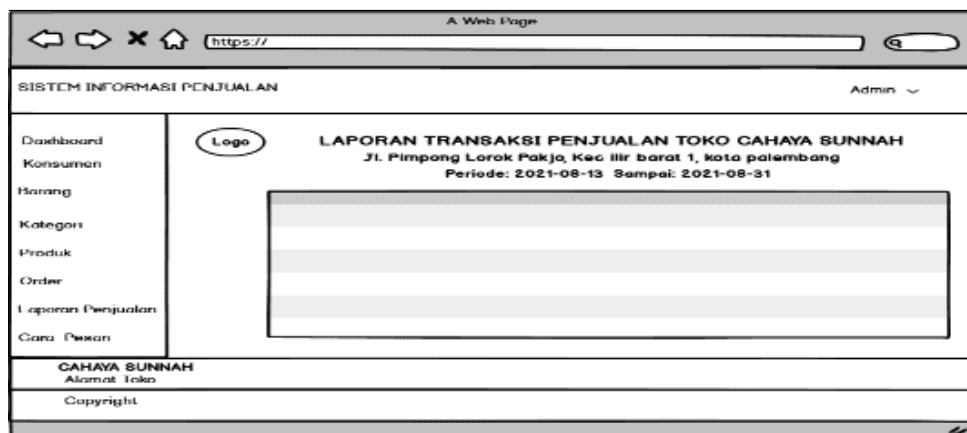 A Web Page
https://
SISTEM INFORMASI PENJUALAN
Admin
Dashboard
Konsumen
Barang
Kategori
Produk
Order
Laporan Penjualan
Cara Pesan
Logo
LAPORAN TRANSAKSI PENJUALAN TOKO CAHAYA SUNNAH
Jl. Pimpong Lorok Pakjo, Kec ilir barat 1, kota palembang
Periode: 2021-08-13 Sampai: 2021-08-31
CAHAYA SUNNAH
Alamat Toko
Copyright